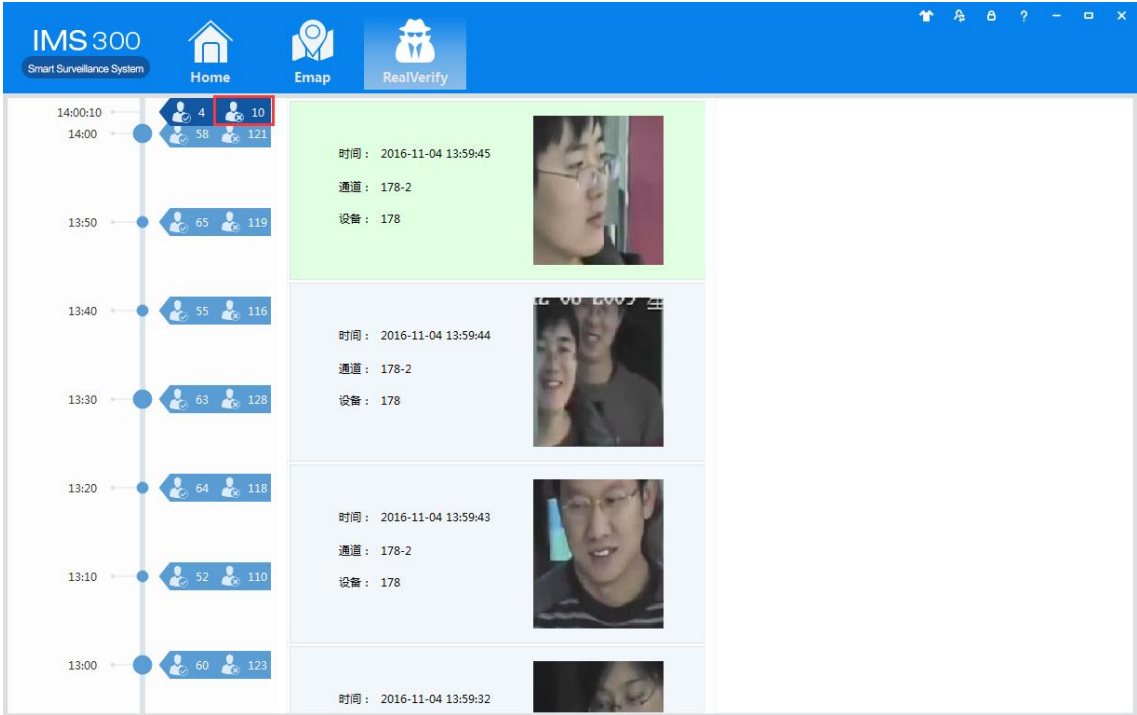 IMS 300
Smart Surveillance System
Home
Emap
RealVerify
?
14:00:10 4 10
14:00 58 121
13:50 65 119
13:40 55 116
13:30 63 128
13:20 64 118
13:10 52 110
13:00 60 123
时间： 2016-11-04 13:59:45
通道： 178-2
设备： 178
时间： 2016-11-04 13:59:44
通道： 178-2
设备： 178
时间： 2016-11-04 13:59:43
通道： 178-2
设备： 178
时间： 2016-11-04 13:59:32